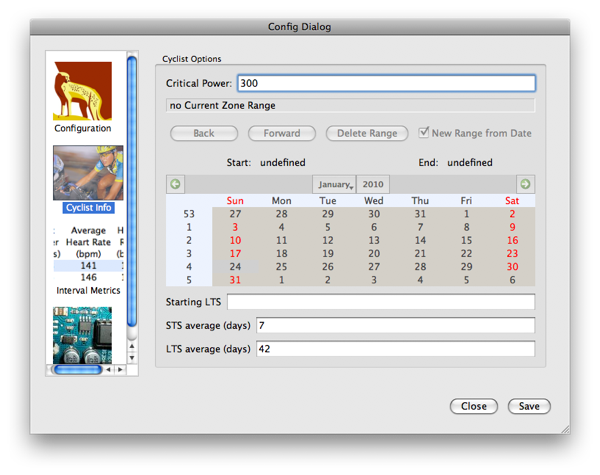 Config Dialog
Configuration
Cyclist Info
Average
Heart Rate
(bpm)
141
146
Interval Metrics
Cyclist Options
Critical Power: 300
no Current Zone Range
Back Forward Delete Range New Range from Date
Start: undefined End: undefined
January, 2010
Sun Mon Tue Wed Thu Fri Sat
53 27 28 29 30 31 1 2
1 3 4 5 6 7 8 9
2 10 11 12 13 14 15 16
3 17 18 19 20 21 22 23
4 24 25 26 27 28 29 30
5 31 1 2 3 4 5 6
Starting LTS
STS average (days) 7
LTS average (days) 42
Close Save